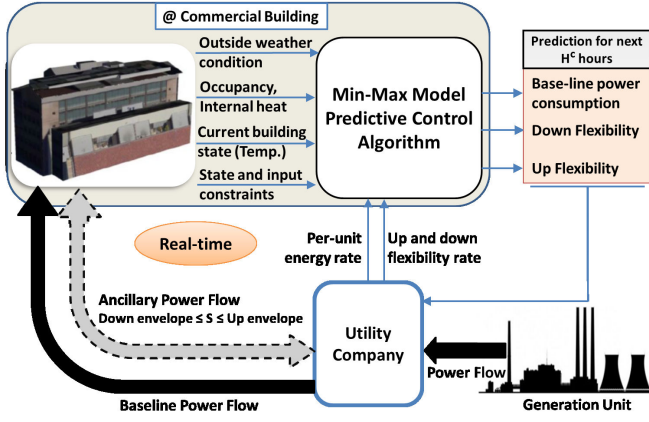 @ Commercial Building
Outside weather
condition
Occupancy,
Internal heat
Current building
state (Temp.)
State and input
constraints
Min-Max Model
Predictive Control
Algorithm
Prediction for next
Hᶜ hours
Base-line power
consumption
Down Flexibility
Up Flexibility
Real-time
Per-unit
energy rate
Up and down
flexibility rate
Ancillary Power Flow
Down envelope ≤ S ≤ Up envelope
Utility
Company
Power Flow
Baseline Power Flow
Generation Unit